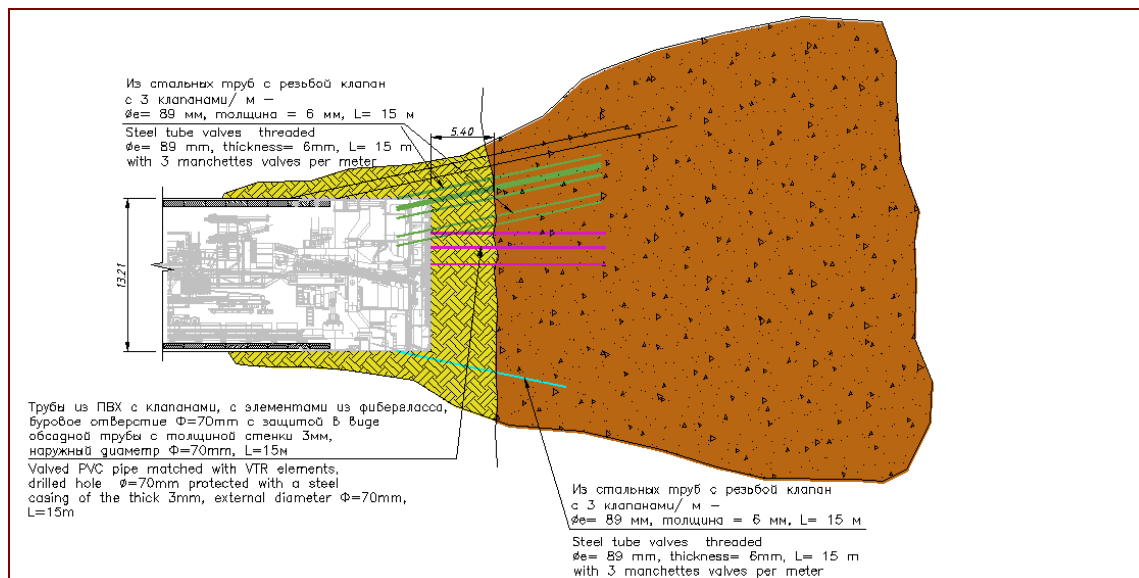 Из стальных труб с резьбой клапан
с 3 клапанами/ м –
øe= 89 мм, толщина = 6 мм, L= 15 м
Steel tube valves threaded
øe= 89 mm, thickness= 6mm, L= 15 m
with 3 manchettes valves per meter
5.40
13.21
Трубы из ПВХ с клапанами, с элементами из фибергласса,
буровое отверстие Ф=70mm с защитой в виде
обсадной трубы с толщиной стенки 3мм,
наружный диаметр Ф=70mm, L=15м
Valved PVC pipe matched with VTR elements,
drilled hole ø=70mm protected with a steel
casing of the thick 3mm, external diameter Ф=70mm,
L=15m
Из стальных труб с резьбой клапан
с 3 клапанами/ м –
øe= 89 мм, толщина = 6 мм, L= 15 м
Steel tube valves threaded
øe= 89 mm, thickness= 6mm, L= 15 m
with 3 manchettes valves per meter